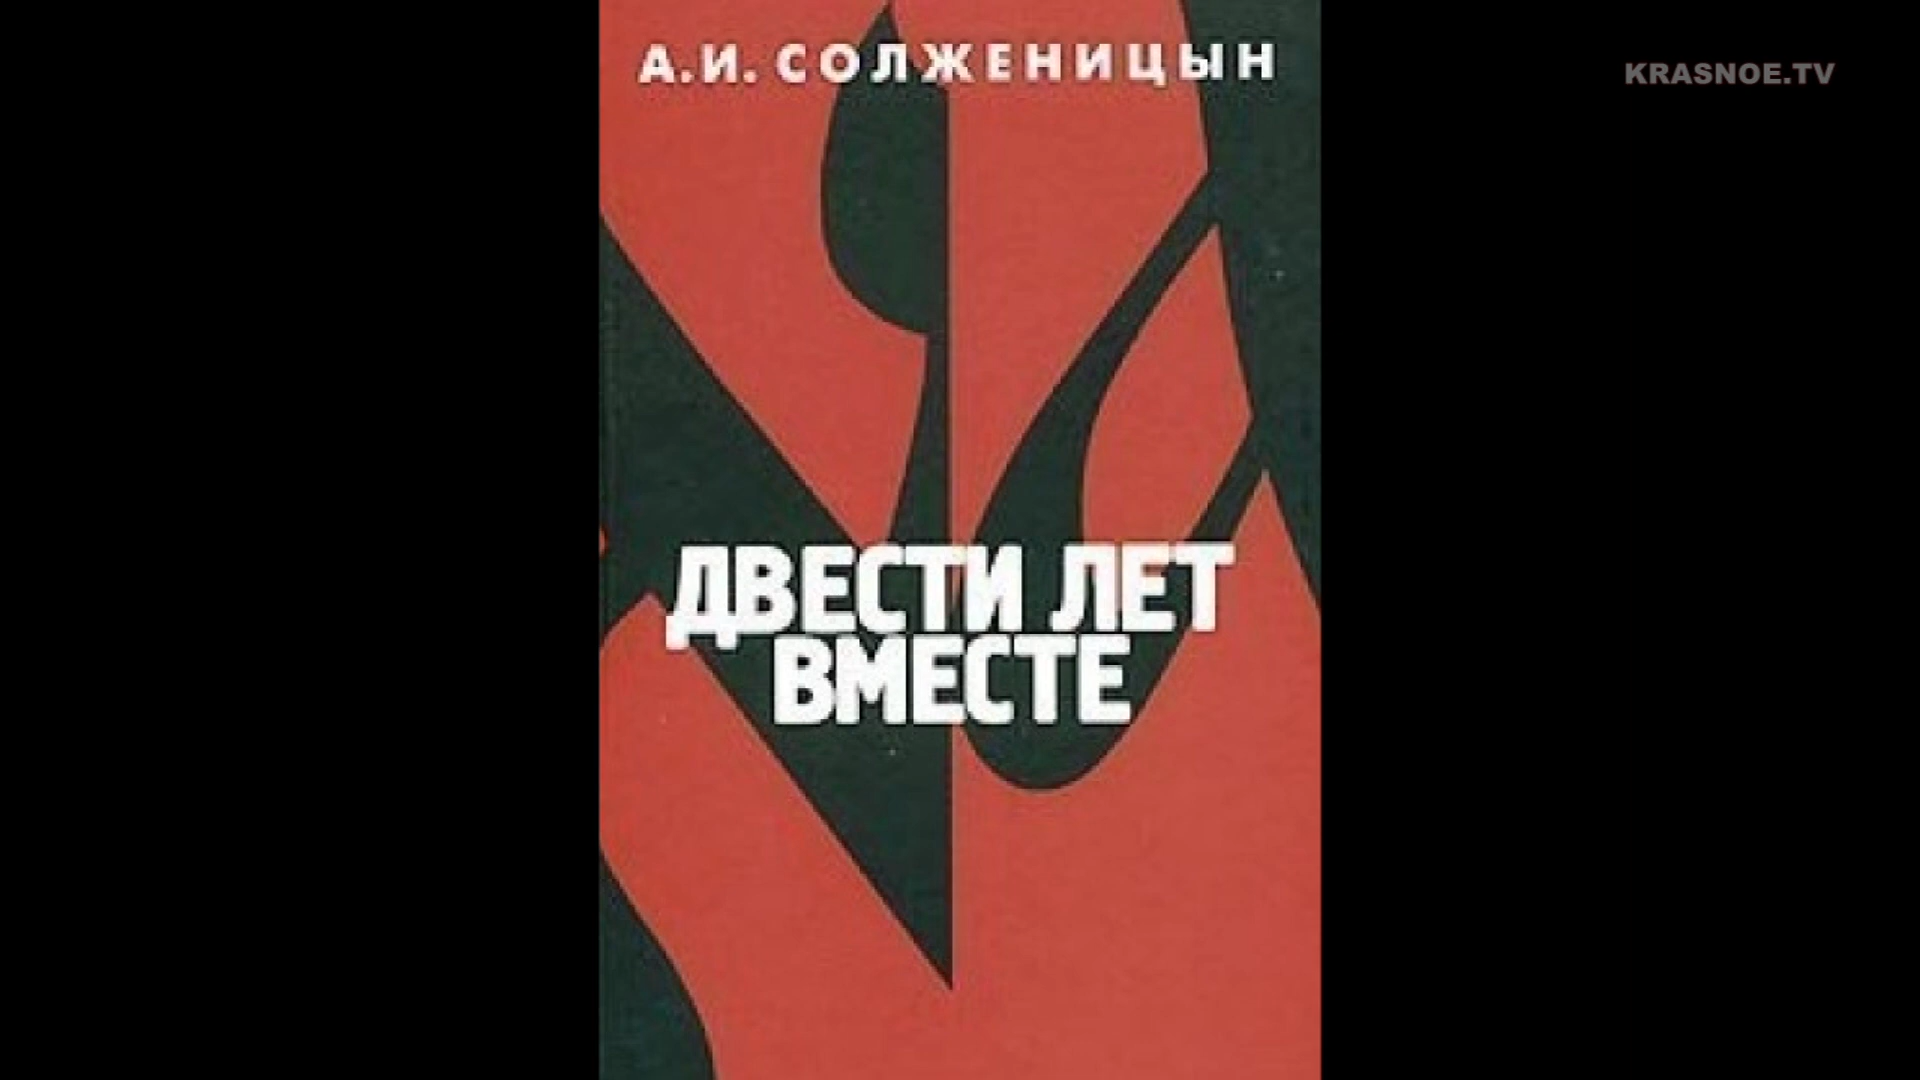 А.И. СОЛЖЕНИЦЫН
KRASNOE.TV
ДВЕСТИ ЛЕТ
ВМЕСТЕ